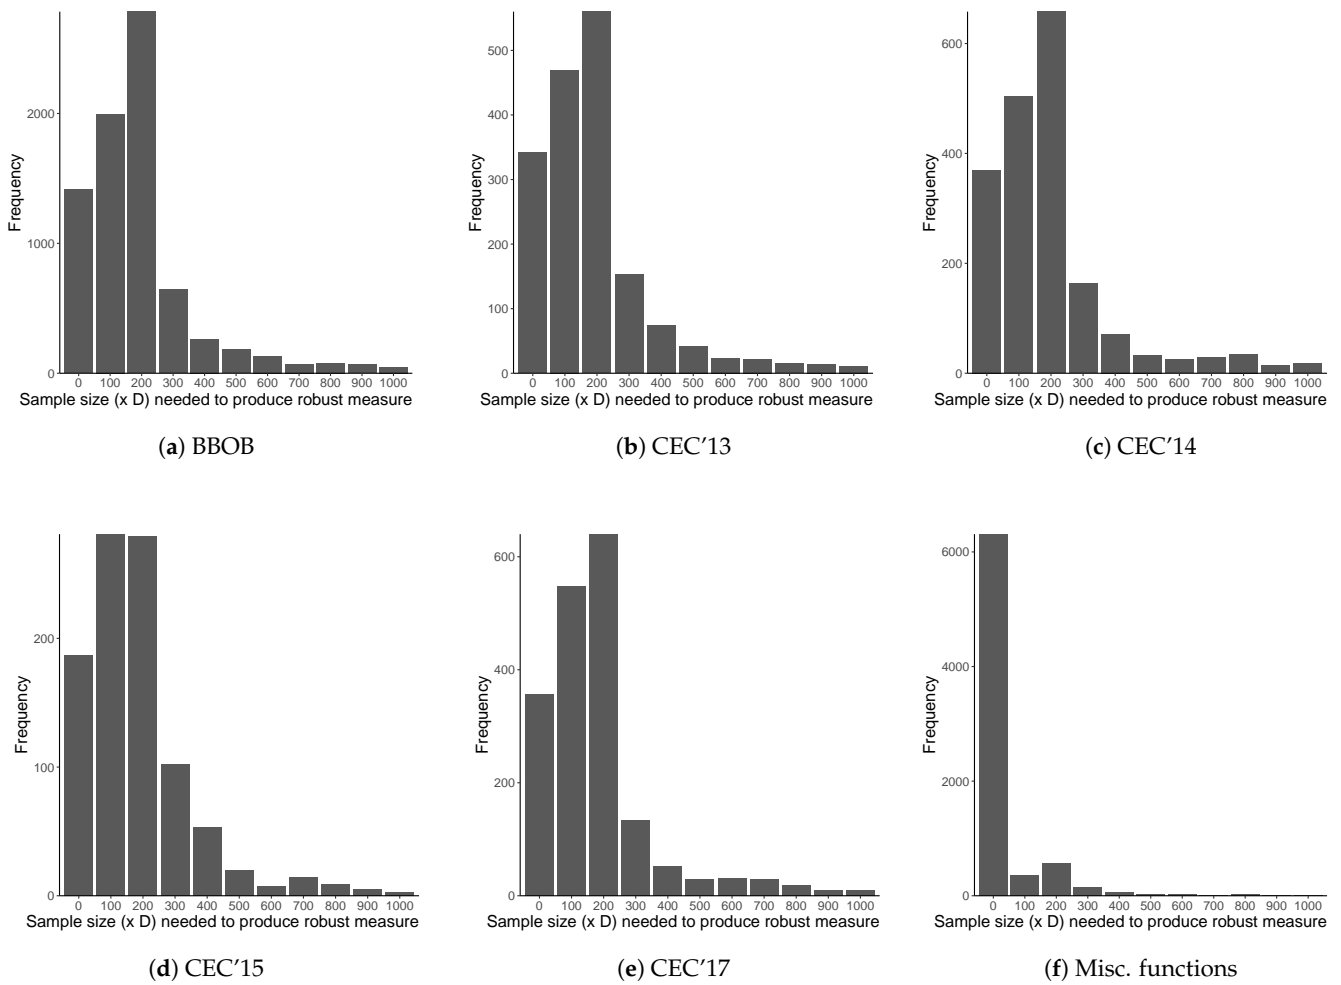 Frequency
2000
1000
0
0 100 200 300 400 500 600 700 800 900 1000
Sample size (x D) needed to produce robust measure
(a) BBOB
Frequency
500
400
300
200
100
0
0 100 200 300 400 500 600 700 800 900 1000
Sample size (x D) needed to produce robust measure
(b) CEC'13
Frequency
600
400
200
0
0 100 200 300 400 500 600 700 800 900 1000
Sample size (x D) needed to produce robust measure
(c) CEC'14
Frequency
200
100
0
0 100 200 300 400 500 600 700 800 900 1000
Sample size (x D) needed to produce robust measure
(d) CEC'15
Frequency
600
400
200
0
0 100 200 300 400 500 600 700 800 900 1000
Sample size (x D) needed to produce robust measure
(e) CEC'17
Frequency
6000
4000
2000
0
0 100 200 300 400 500 600 700 800 900 1000
Sample size (x D) needed to produce robust measure
(f) Misc. functions